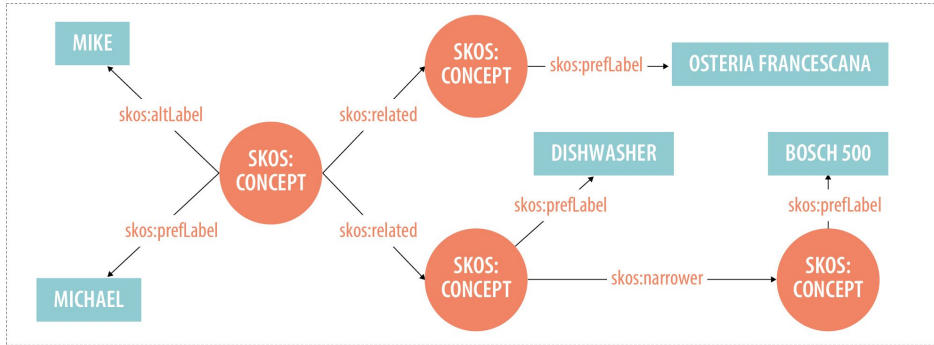 MIKE
SKOS:
CONCEPT
skos:prefLabel
OSTERIA FRANCESCANA
skos:altLabel
skos:related
SKOS:
CONCEPT
DISHWASHER
BOSCH 500
skos:prefLabel
skos:prefLabel
skos:prefLabel
skos:related
MICHAEL
SKOS:
CONCEPT
skos:narrower
SKOS:
CONCEPT